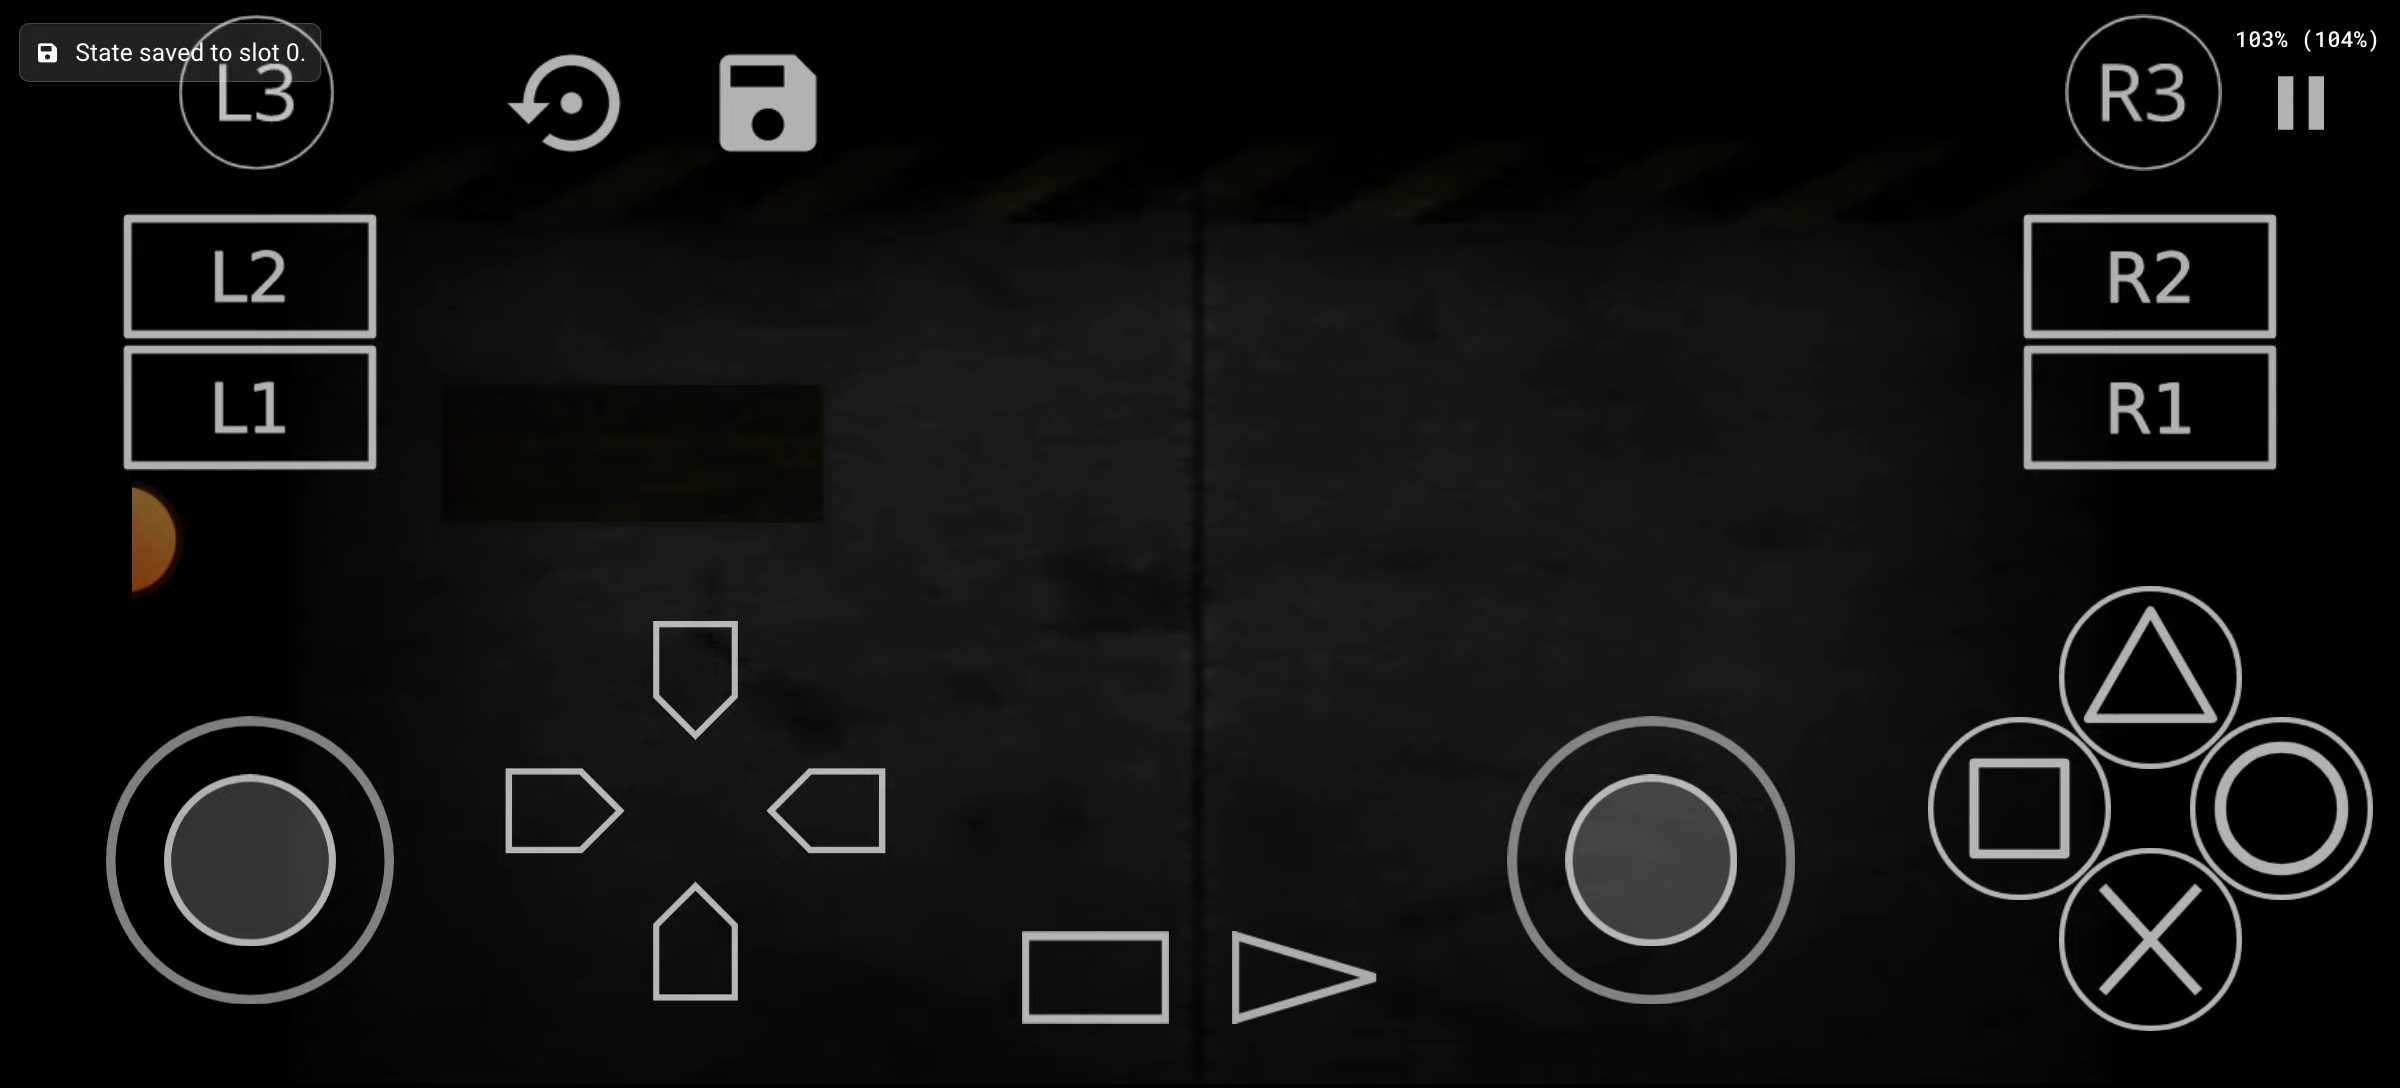 State saved to slot 0.
103% (104%)
L3
R3
L2
R2
L1
R1